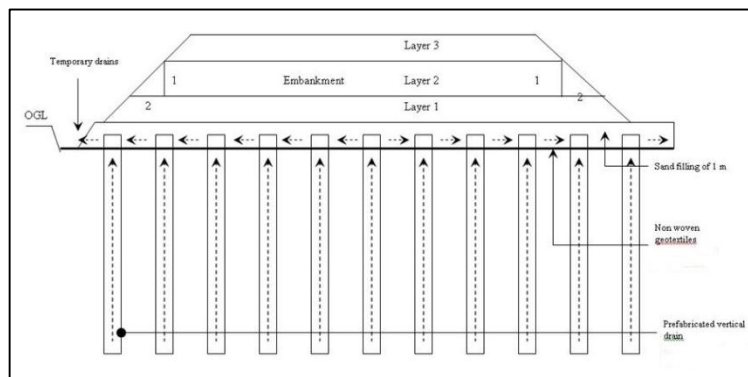 Layer 3
Temporary drains
1 Embankment Layer 2 1
2 Layer 1 2
OGL
Sand filling of 1 m
Non woven
geotextiles
Prefabricated vertical
drain